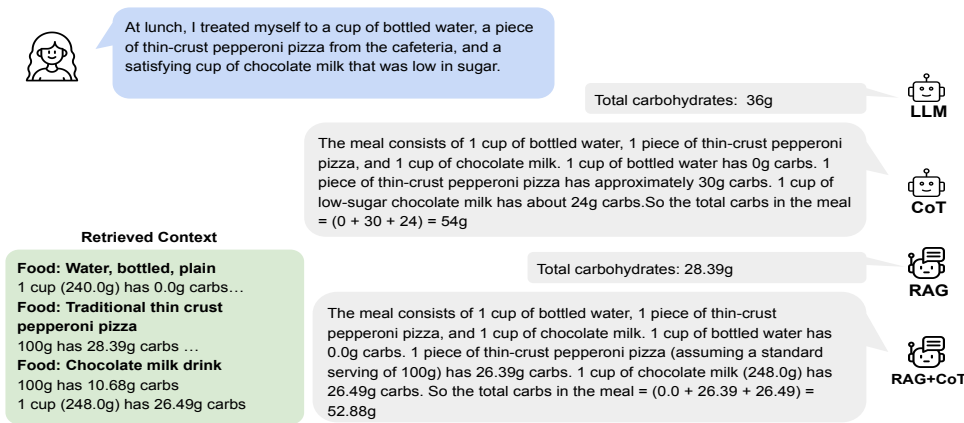 At lunch, I treated myself to a cup of bottled water, a piece
of thin-crust pepperoni pizza from the cafeteria, and a
satisfying cup of chocolate milk that was low in sugar.
Total carbohydrates: 36g
LLM
The meal consists of 1 cup of bottled water, 1 piece of thin-crust pepperoni
pizza, and 1 cup of chocolate milk. 1 cup of bottled water has 0g carbs. 1
piece of thin-crust pepperoni pizza has approximately 30g carbs. 1 cup of
low-sugar chocolate milk has about 24g carbs.So the total carbs in the meal
= (0 + 30 + 24) = 54g
CoT
Retrieved Context
Food: Water, bottled, plain
1 cup (240.0g) has 0.0g carbs…
Food: Traditional thin crust
pepperoni pizza
100g has 28.39g carbs …
Food: Chocolate milk drink
100g has 10.68g carbs
1 cup (248.0g) has 26.49g carbs
Total carbohydrates: 28.39g
RAG
The meal consists of 1 cup of bottled water, 1 piece of thin-crust
pepperoni pizza, and 1 cup of chocolate milk. 1 cup of bottled water has
0.0g carbs. 1 piece of thin-crust pepperoni pizza (assuming a standard
serving of 100g) has 26.39g carbs. 1 cup of chocolate milk (248.0g) has
26.49g carbs. So the total carbs in the meal = (0.0 + 26.39 + 26.49) =
52.88g
RAG+CoT